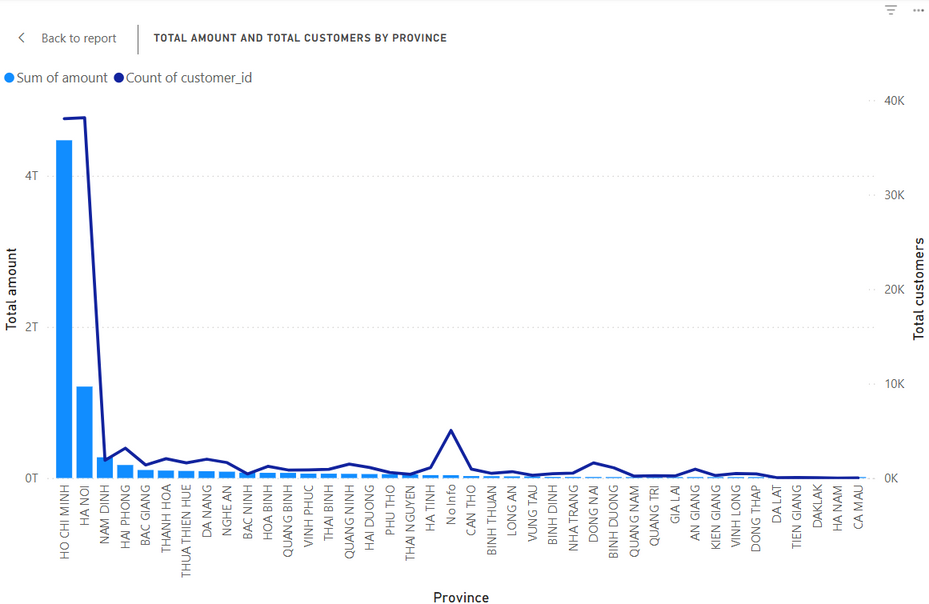 Back to report
TOTAL AMOUNT AND TOTAL CUSTOMERS BY PROVINCE
Sum of amount
Count of customer_id
40K
4T
30K
20K
2T
10K
0T
0K
Total amount
Total customers
HO CHI MINH
HA NOI
NAM DINH
HAI PHONG
BAC GIANG
THANH HOA
THUA THIEN HUE
DA NANG
NGHE AN
BAC NINH
HOA BINH
QUANG BINH
VINH PHUC
THAI BINH
QUANG NINH
HAI DUONG
PHU THO
THAI NGUYEN
HA TINH
No Info
CAN THO
BINH THUAN
LONG AN
VUNG TAU
BINH DINH
NHA TRANG
DONG NAI
BINH DUONG
QUANG NAM
QUANG TRI
GIA LAI
AN GIANG
KIEN GIANG
VINH LONG
DONG THAP
DA LAT
TIEN GIANG
DAKLAK
HA NAM
CA MAU
Province